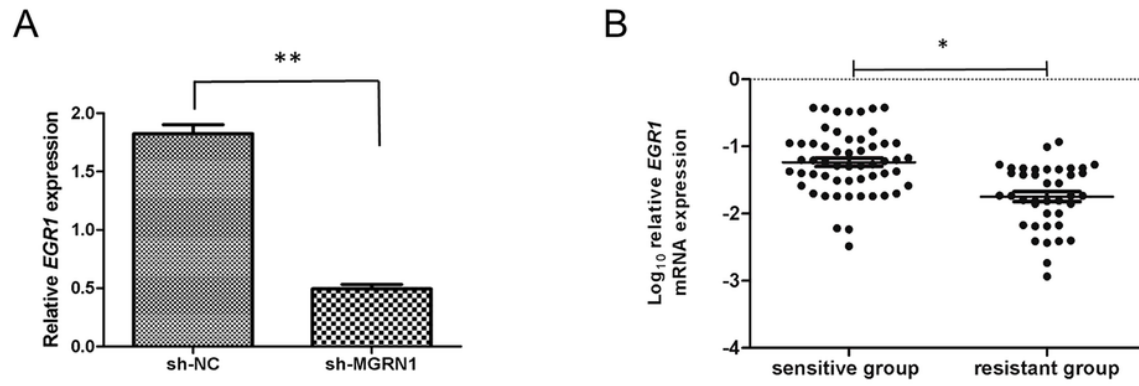 A
**
Relative EGR1 expression
2.0
1.5
1.0
0.5
0.0
sh-NC
sh-MGRN1
B
*
Log₁₀ relative EGR1
mRNA expression
0
-1
-2
-3
-4
sensitive group
resistant group